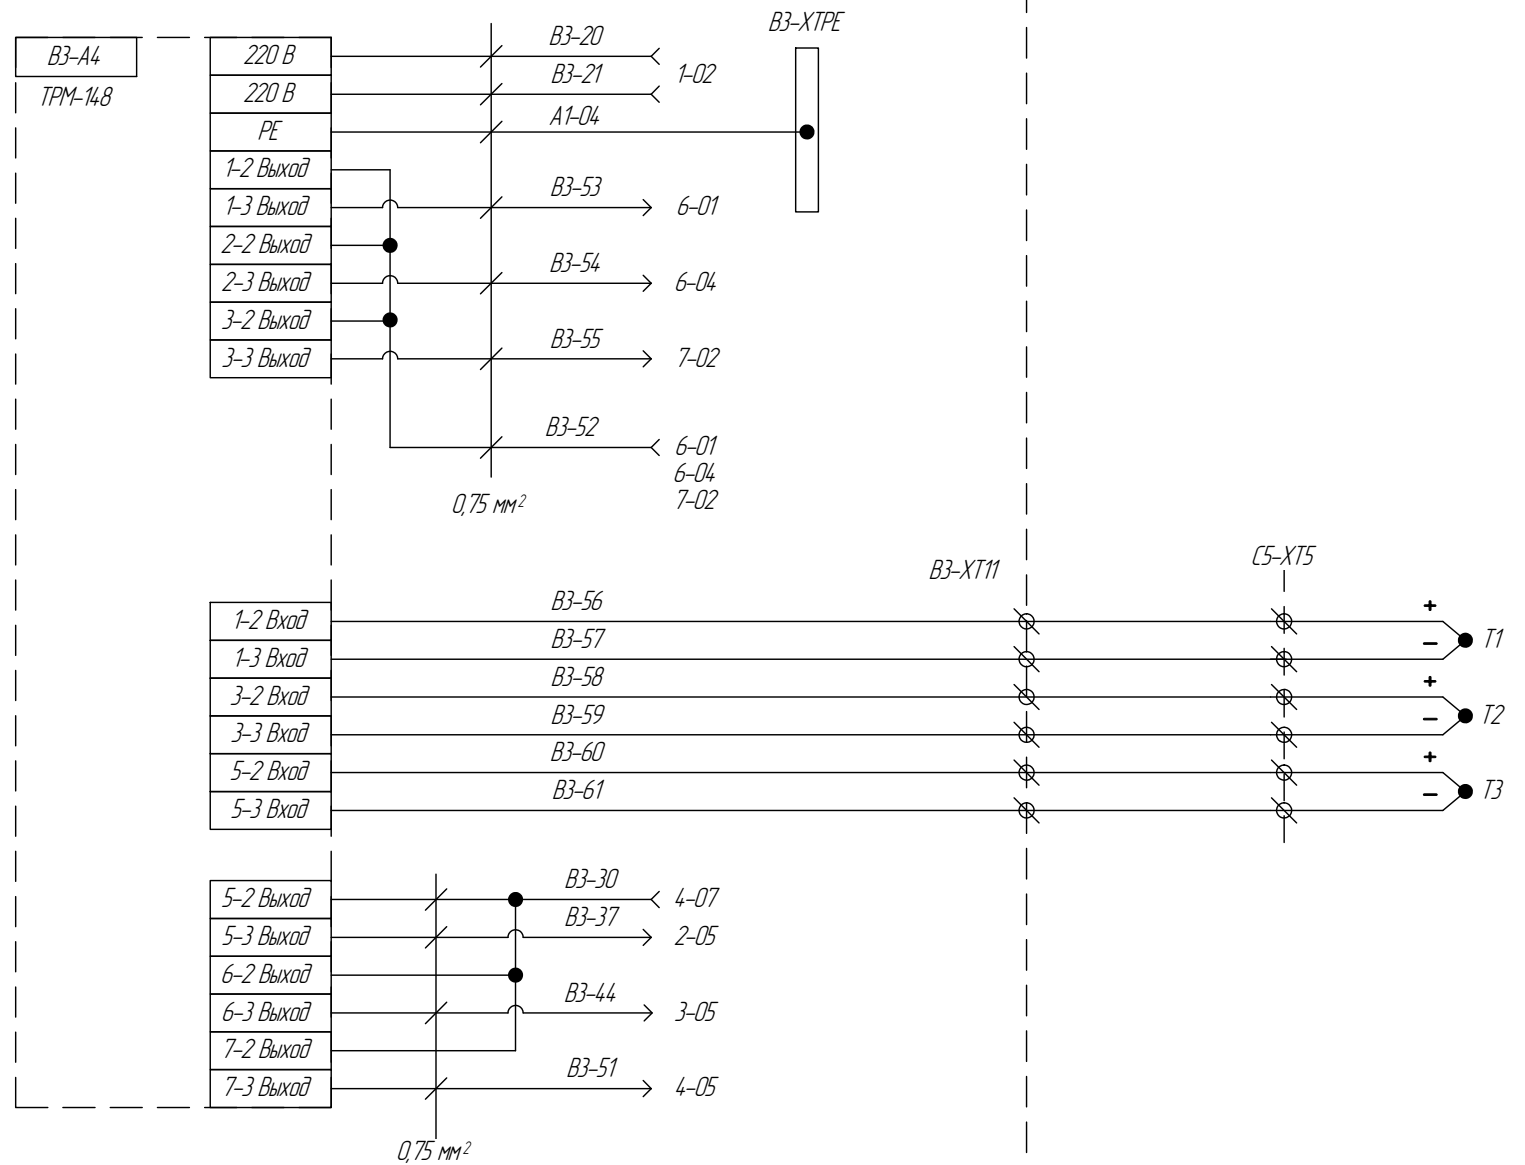 В3-XTPE
В3-A4
ТРМ-148
220 В
В3-20
220 В
В3-21
1-02
PE
А1-04
1-2 Выход
1-3 Выход
В3-53
6-01
2-2 Выход
2-3 Выход
В3-54
6-04
3-2 Выход
3-3 Выход
В3-55
7-02
В3-52
6-01
6-04
7-02
0,75 мм²
В3-XT11
С5-XT5
1-2 Вход
В3-56
+
1-3 Вход
В3-57
–
Т1
3-2 Вход
В3-58
+
3-3 Вход
В3-59
–
Т2
5-2 Вход
В3-60
+
5-3 Вход
В3-61
–
Т3
5-2 Выход
В3-30
4-07
5-3 Выход
В3-37
2-05
6-2 Выход
6-3 Выход
В3-44
3-05
7-2 Выход
7-3 Выход
В3-51
4-05
0,75 мм²